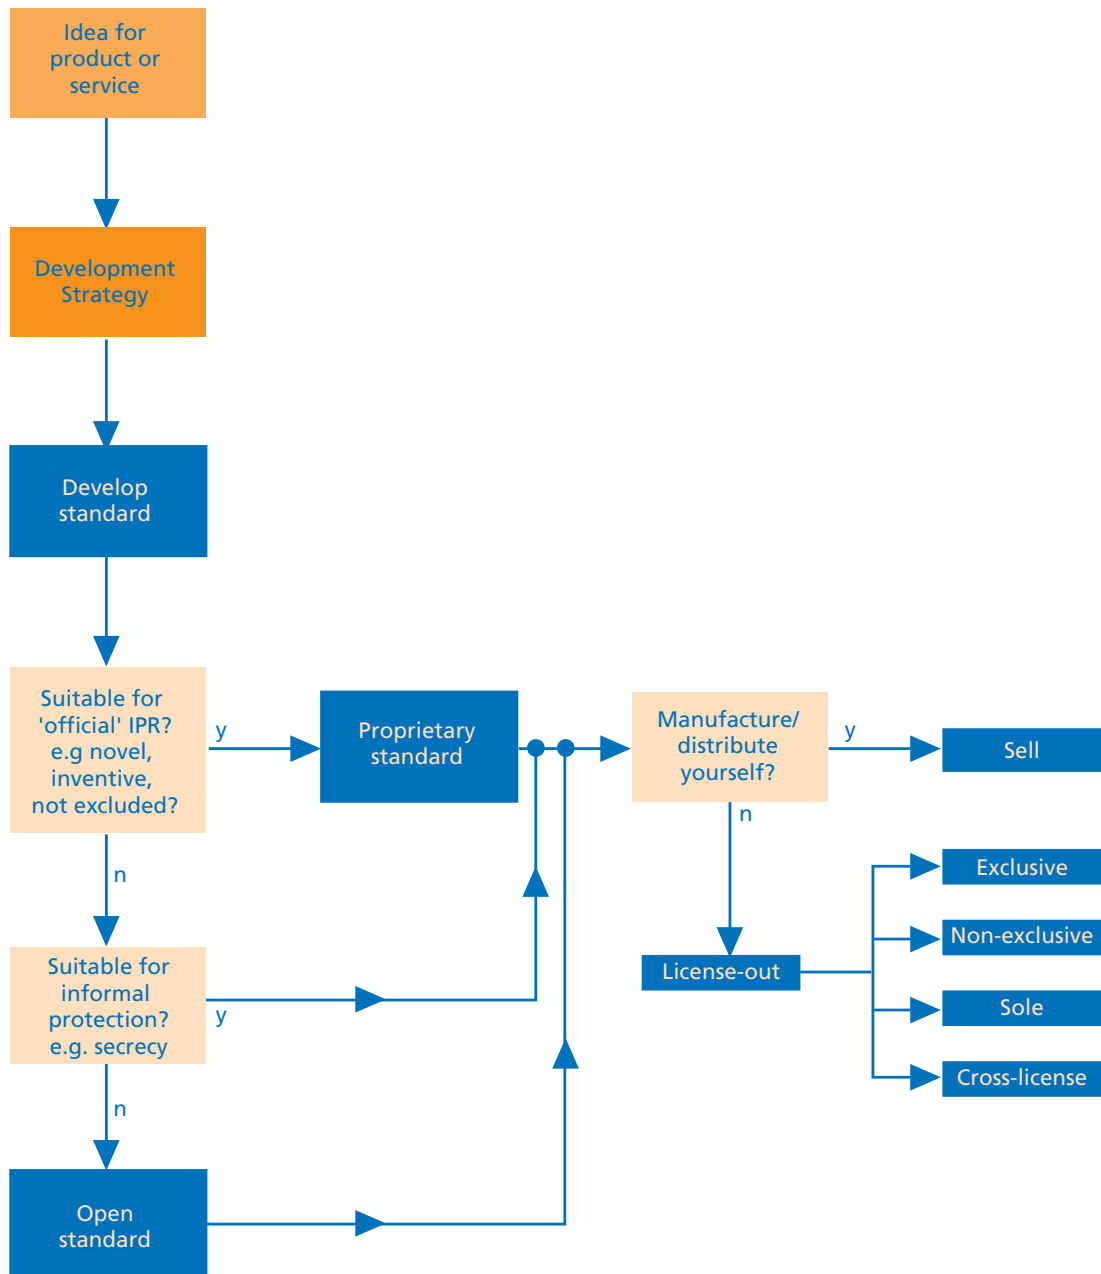 Idea for
product or
service
Development
Strategy
Develop
standard
Suitable for
'official' IPR?
e.g novel,
inventive,
not excluded?
y
Proprietary
standard
Manufacture/
distribute
yourself?
y
Sell
n
n
Exclusive
Non-exclusive
License-out
Sole
Cross-license
Suitable for
informal
protection?
e.g. secrecy
y
n
Open
standard